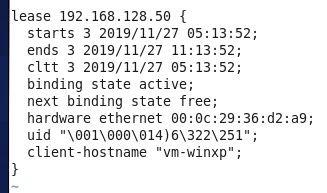 lease 192.168.128.50 {
  starts 3 2019/11/27 05:13:52;
  ends 3 2019/11/27 11:13:52;
  cltt 3 2019/11/27 05:13:52;
  binding state active;
  next binding state free;
  hardware ethernet 00:0c:29:36:d2:a9;
  uid "\001\000\014)6\322\251";
  client-hostname "vm-winxp";
}
~